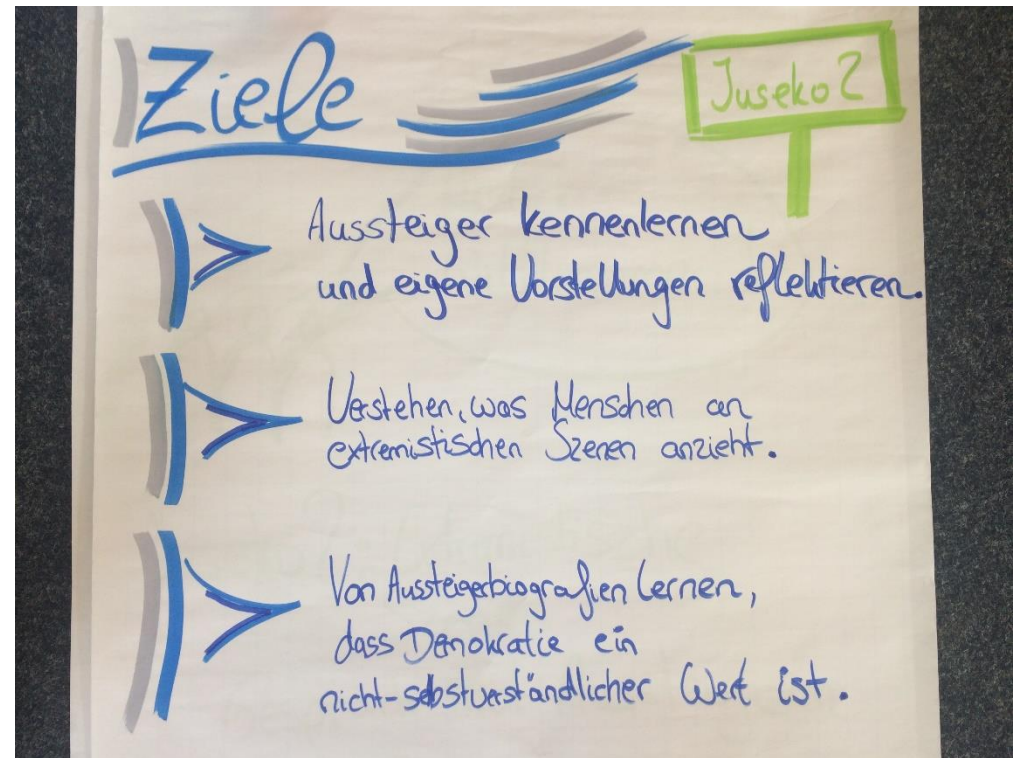 Ziele
Juseko 2
Aussteiger kennenlernen
und eigene Vorstellungen reflektieren.
Verstehen, was Menschen an
extremistischen Szenen anzieht.
Von Aussteigerbiografien lernen,
dass Demokratie ein
nicht-sebstverständlicher Wert ist.